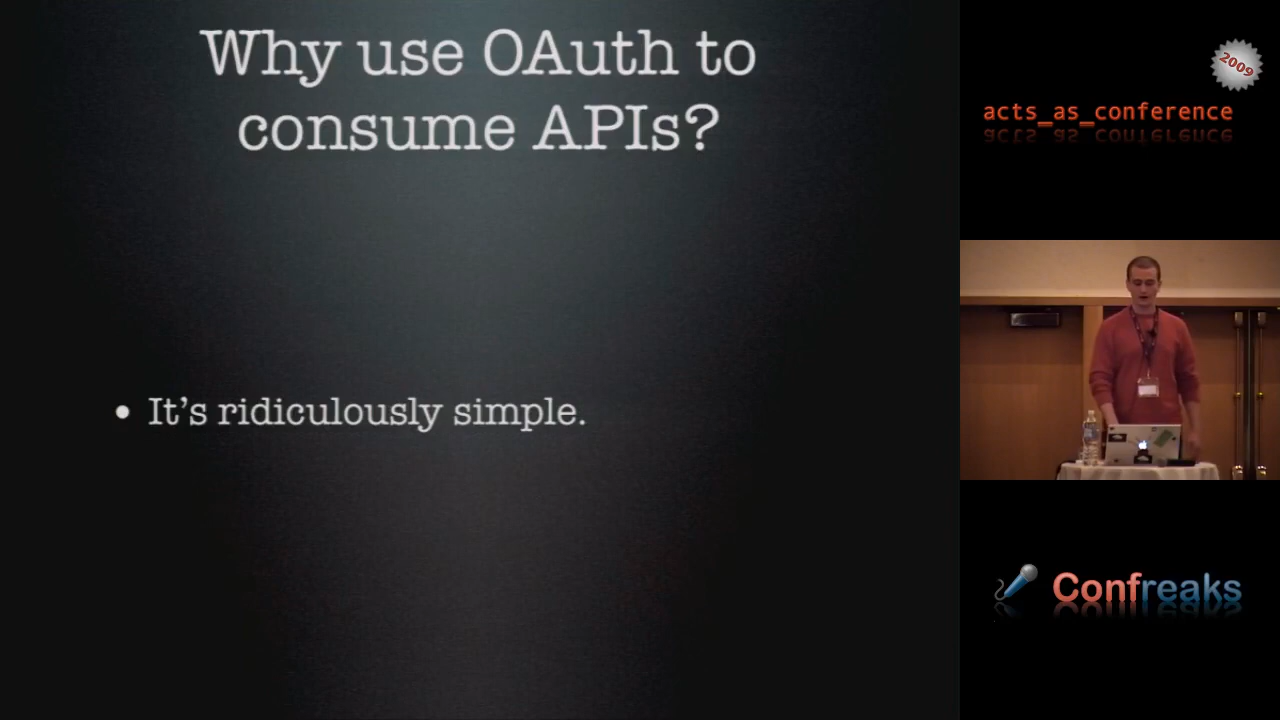 Why use OAuth to
consume APIs?
• It's ridiculously simple.
2009
acts_as_conference
Confreaks